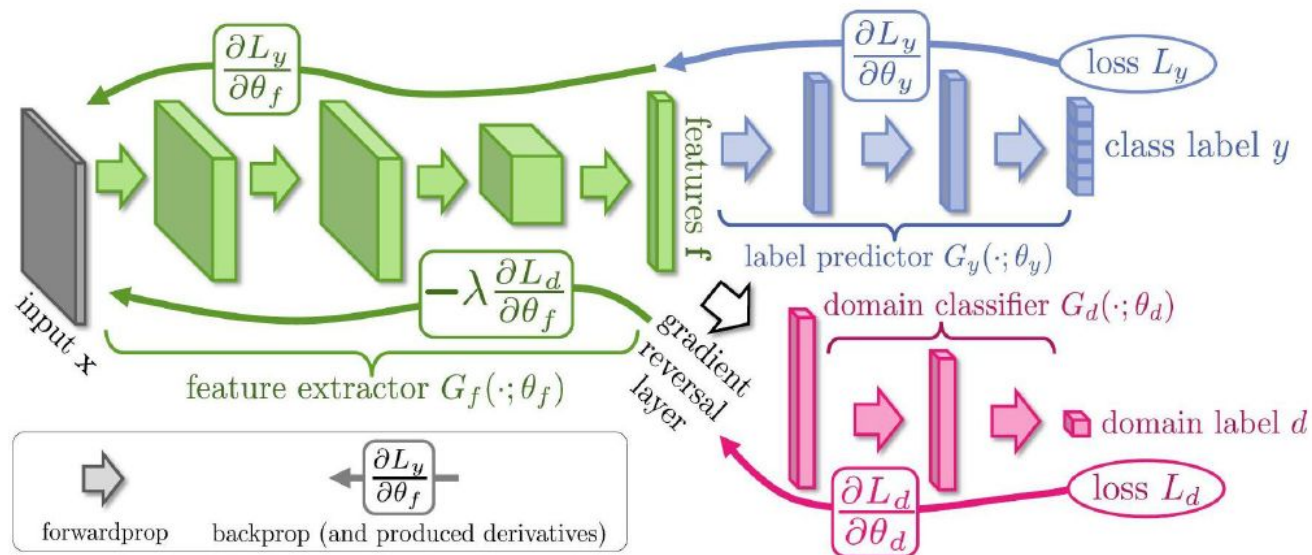 ∂L_y/∂θ_f
∂L_y/∂θ_y
loss L_y
features f
class label y
label predictor G_y(·; θ_y)
input x
−λ ∂L_d/∂θ_f
feature extractor G_f(·; θ_f)
gradient
reversal
layer
domain classifier G_d(·; θ_d)
domain label d
loss L_d
∂L_d/∂θ_d
∂L_y/∂θ_f
forwardprop
backprop (and produced derivatives)